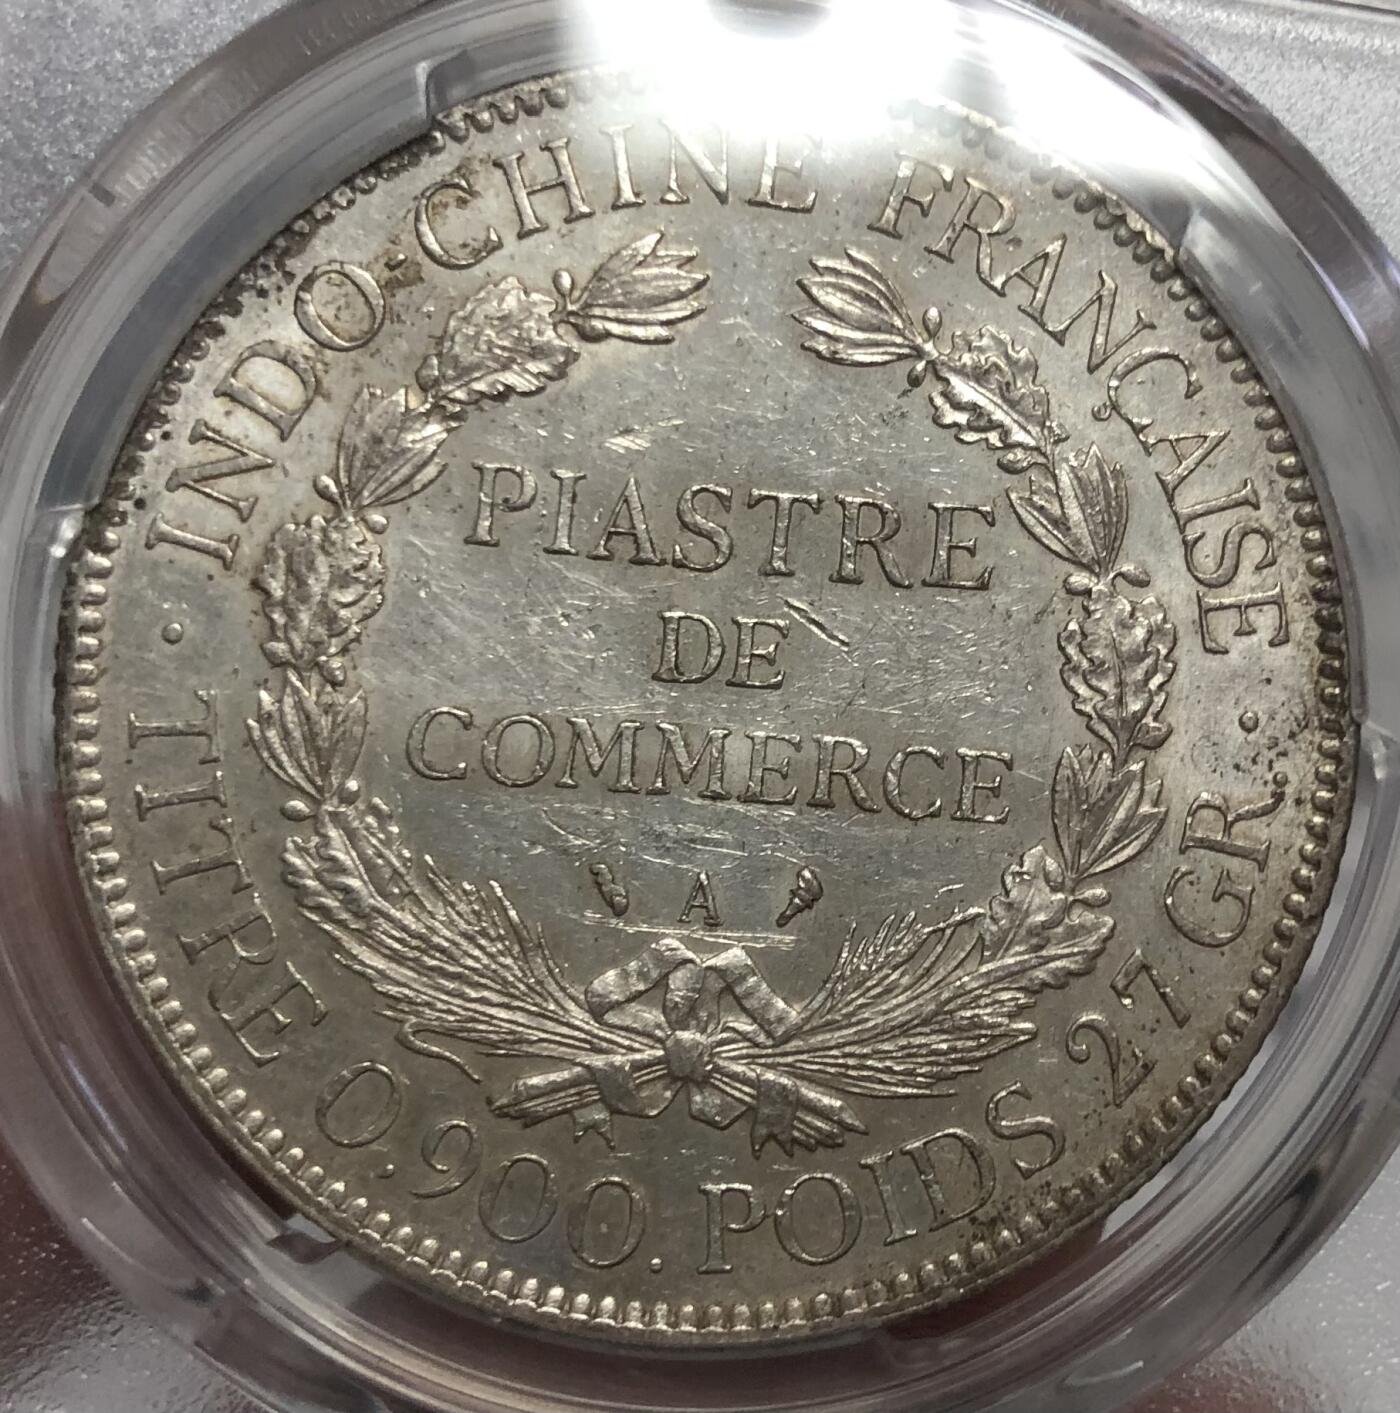 · INDO-CHINE FRANÇAISE ·
PIASTRE
DE
COMMERCE
A
TITRE 0.900. POIDS 27 GR.